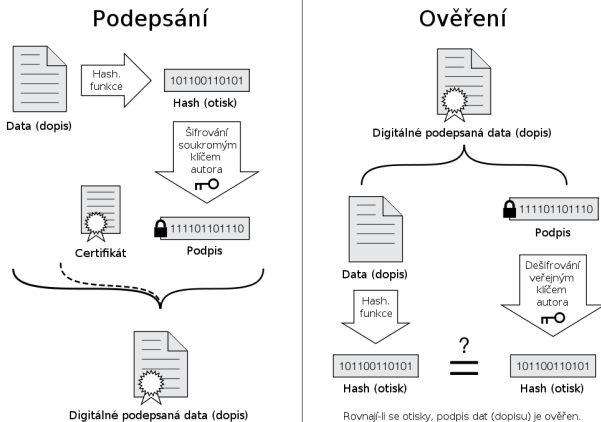 Podepsání
Hash.
funkce
101100110101
Hash (otisk)
Data (dopis)
Šifrování
soukromým
klíčem
autora
111101101110
Certifikát
Podpis
Digitálně podepsaná data (dopis)
Ověření
Digitálně podepsaná data (dopis)
111101101110
Podpis
Data (dopis)
Hash.
funkce
Dešifrování
veřejným
klíčem
autora
?
=
101100110101
101100110101
Hash (otisk)
Hash (otisk)
Rovnají-li se otisky, podpis dat (dopisu) je ověřen.